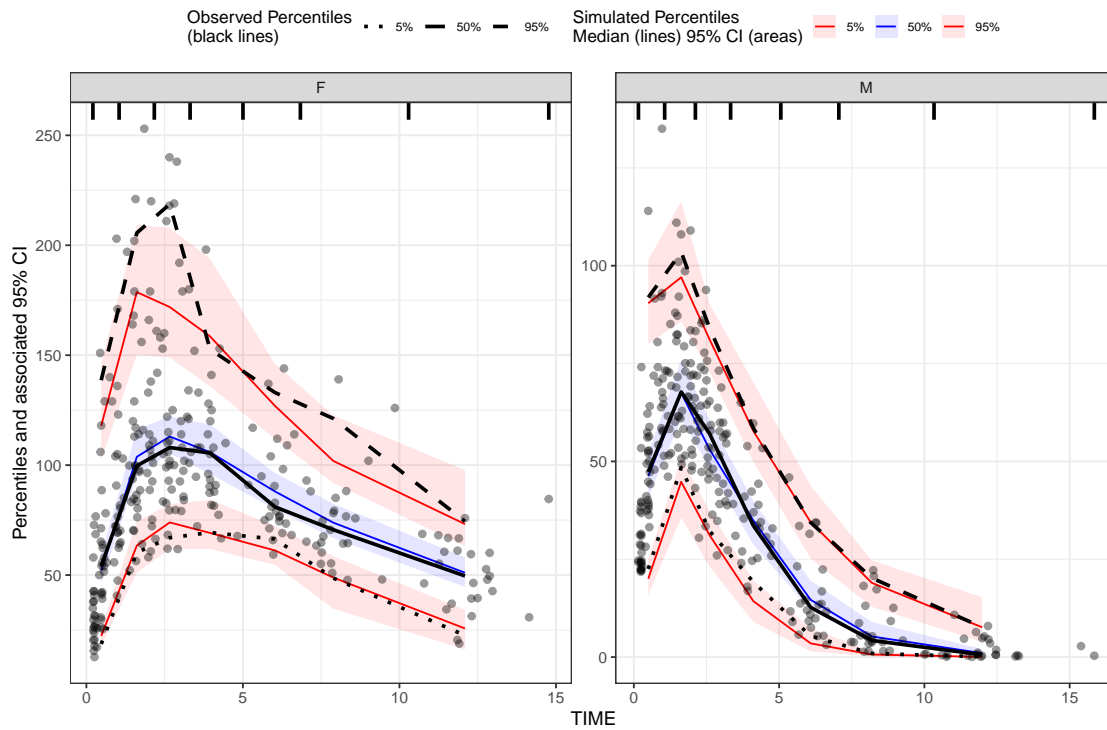 Observed Percentiles
(black lines)
5% 50% 95%
Simulated Percentiles
Median (lines) 95% CI (areas)
5% 50% 95%
F
M
Percentiles and associated 95% CI
250
200
150
100
50
100
50
0
0 5 10 15
0 5 10 15
TIME